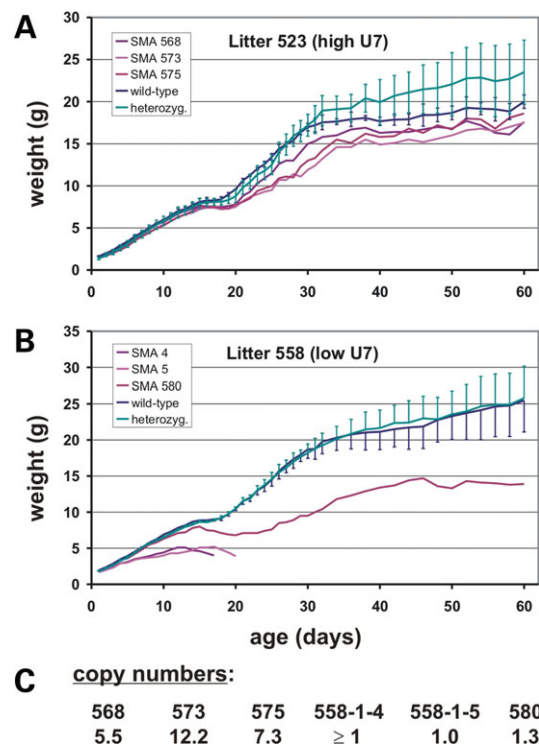 A
Litter 523 (high U7)
SMA 568
SMA 573
SMA 575
wild-type
heterozyg.
weight (g)
30
25
20
15
10
5
0
0 10 20 30 40 50 60
B
Litter 558 (low U7)
SMA 4
SMA 5
SMA 580
wild-type
heterozyg.
weight (g)
35
30
25
20
15
10
5
0
0 10 20 30 40 50 60
age (days)
C copy numbers:
568 573 575 558-1-4 558-1-5 580
5.5 12.2 7.3 ≥ 1 1.0 1.3